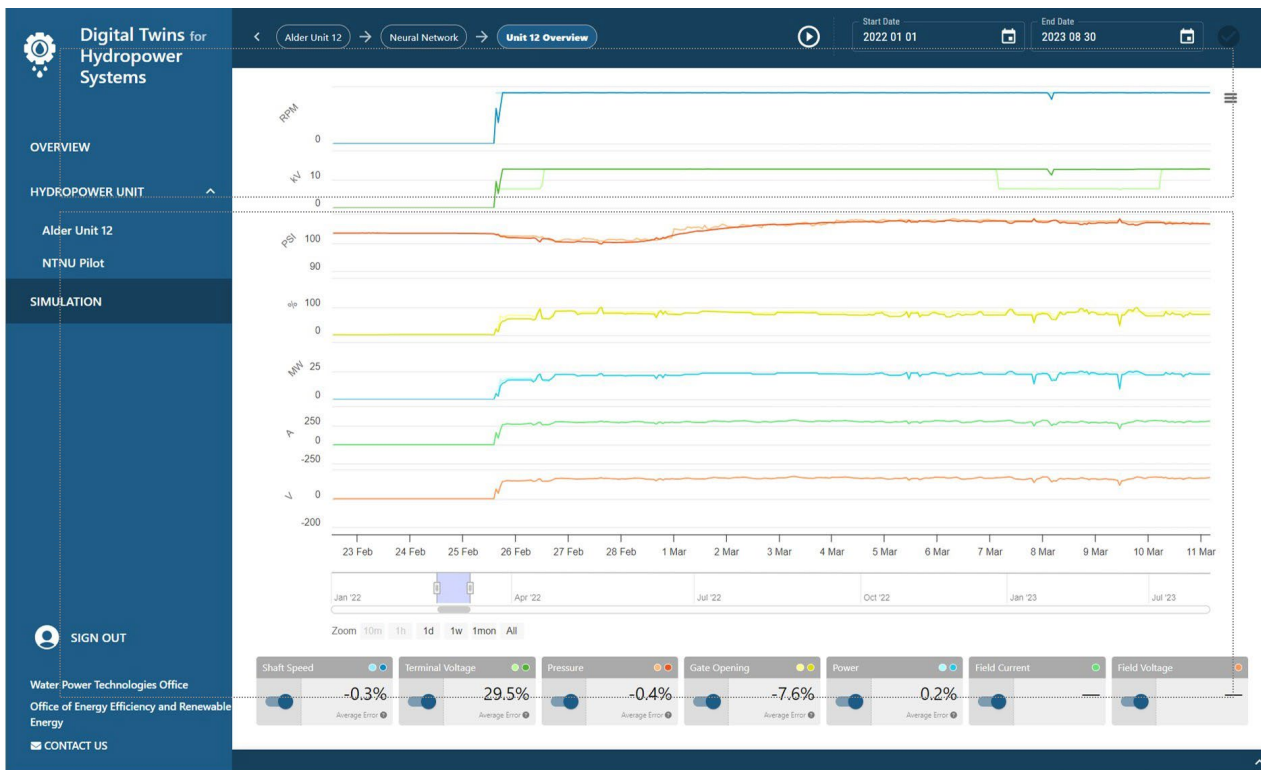 Digital Twins for
Hydropower
Systems
Alder Unit 12
Neural Network
Unit 12 Overview
Start Date
2022 01 01
End Date
2023 08 30
OVERVIEW
HYDROPOWER UNIT
Alder Unit 12
NTNU Pilot
SIMULATION
RPM
0
KV
10
0
PSI
100
90
%
100
0
MW
25
0
A
250
0
-250
V
0
-200
23 Feb 24 Feb 25 Feb 26 Feb 27 Feb 28 Feb 1 Mar 2 Mar 3 Mar 4 Mar 5 Mar 6 Mar 7 Mar 8 Mar 9 Mar 10 Mar 11 Mar
Jan '22 Apr '22 Jul '22 Oct '22 Jan '23 Jul '23
Zoom 10m 1h 1d 1w 1mon All
Shaft Speed
-0.3%
Average Error
Terminal Voltage
29.5%
Average Error
Pressure
-0.4%
Average Error
Gate Opening
-7.6%
Average Error
Power
0.2%
Average Error
Field Current
—
Field Voltage
—
SIGN OUT
Water Power Technologies Office
Office of Energy Efficiency and Renewable
Energy
CONTACT US